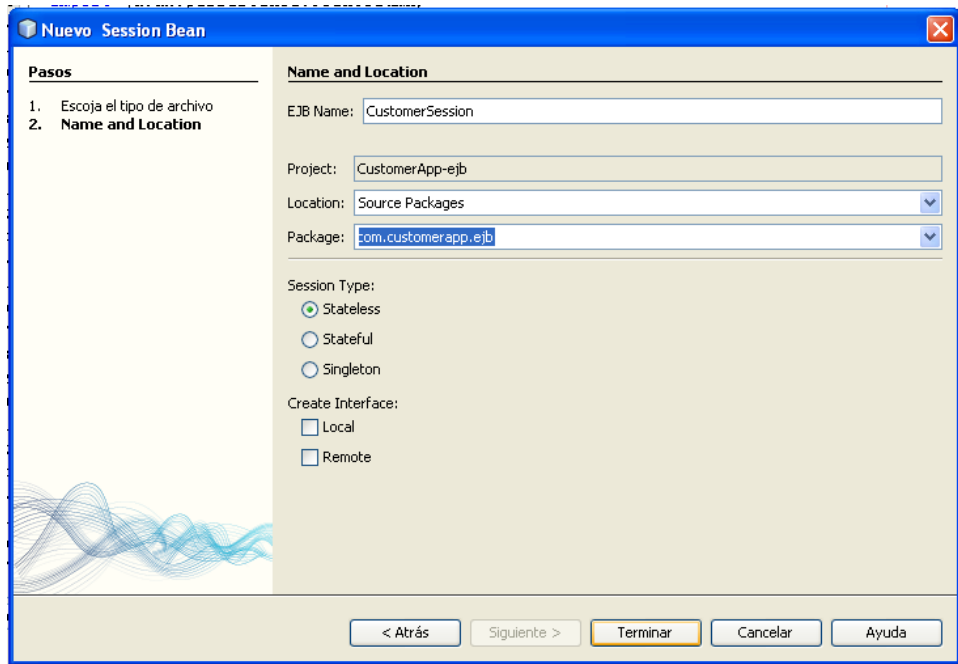 Nuevo Session Bean
Pasos
1. Escoja el tipo de archivo
2. Name and Location
Name and Location
EJB Name: CustomerSession
Project: CustomerApp-ejb
Location: Source Packages
Package: com.customerapp.ejb
Session Type:
Stateless
Stateful
Singleton
Create Interface:
Local
Remote
< Atrás
Siguiente >
Terminar
Cancelar
Ayuda